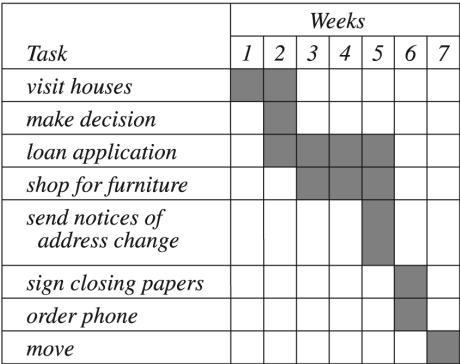 Weeks
Task 1 2 3 4 5 6 7
visit houses
make decision
loan application
shop for furniture
send notices of
address change
sign closing papers
order phone
move